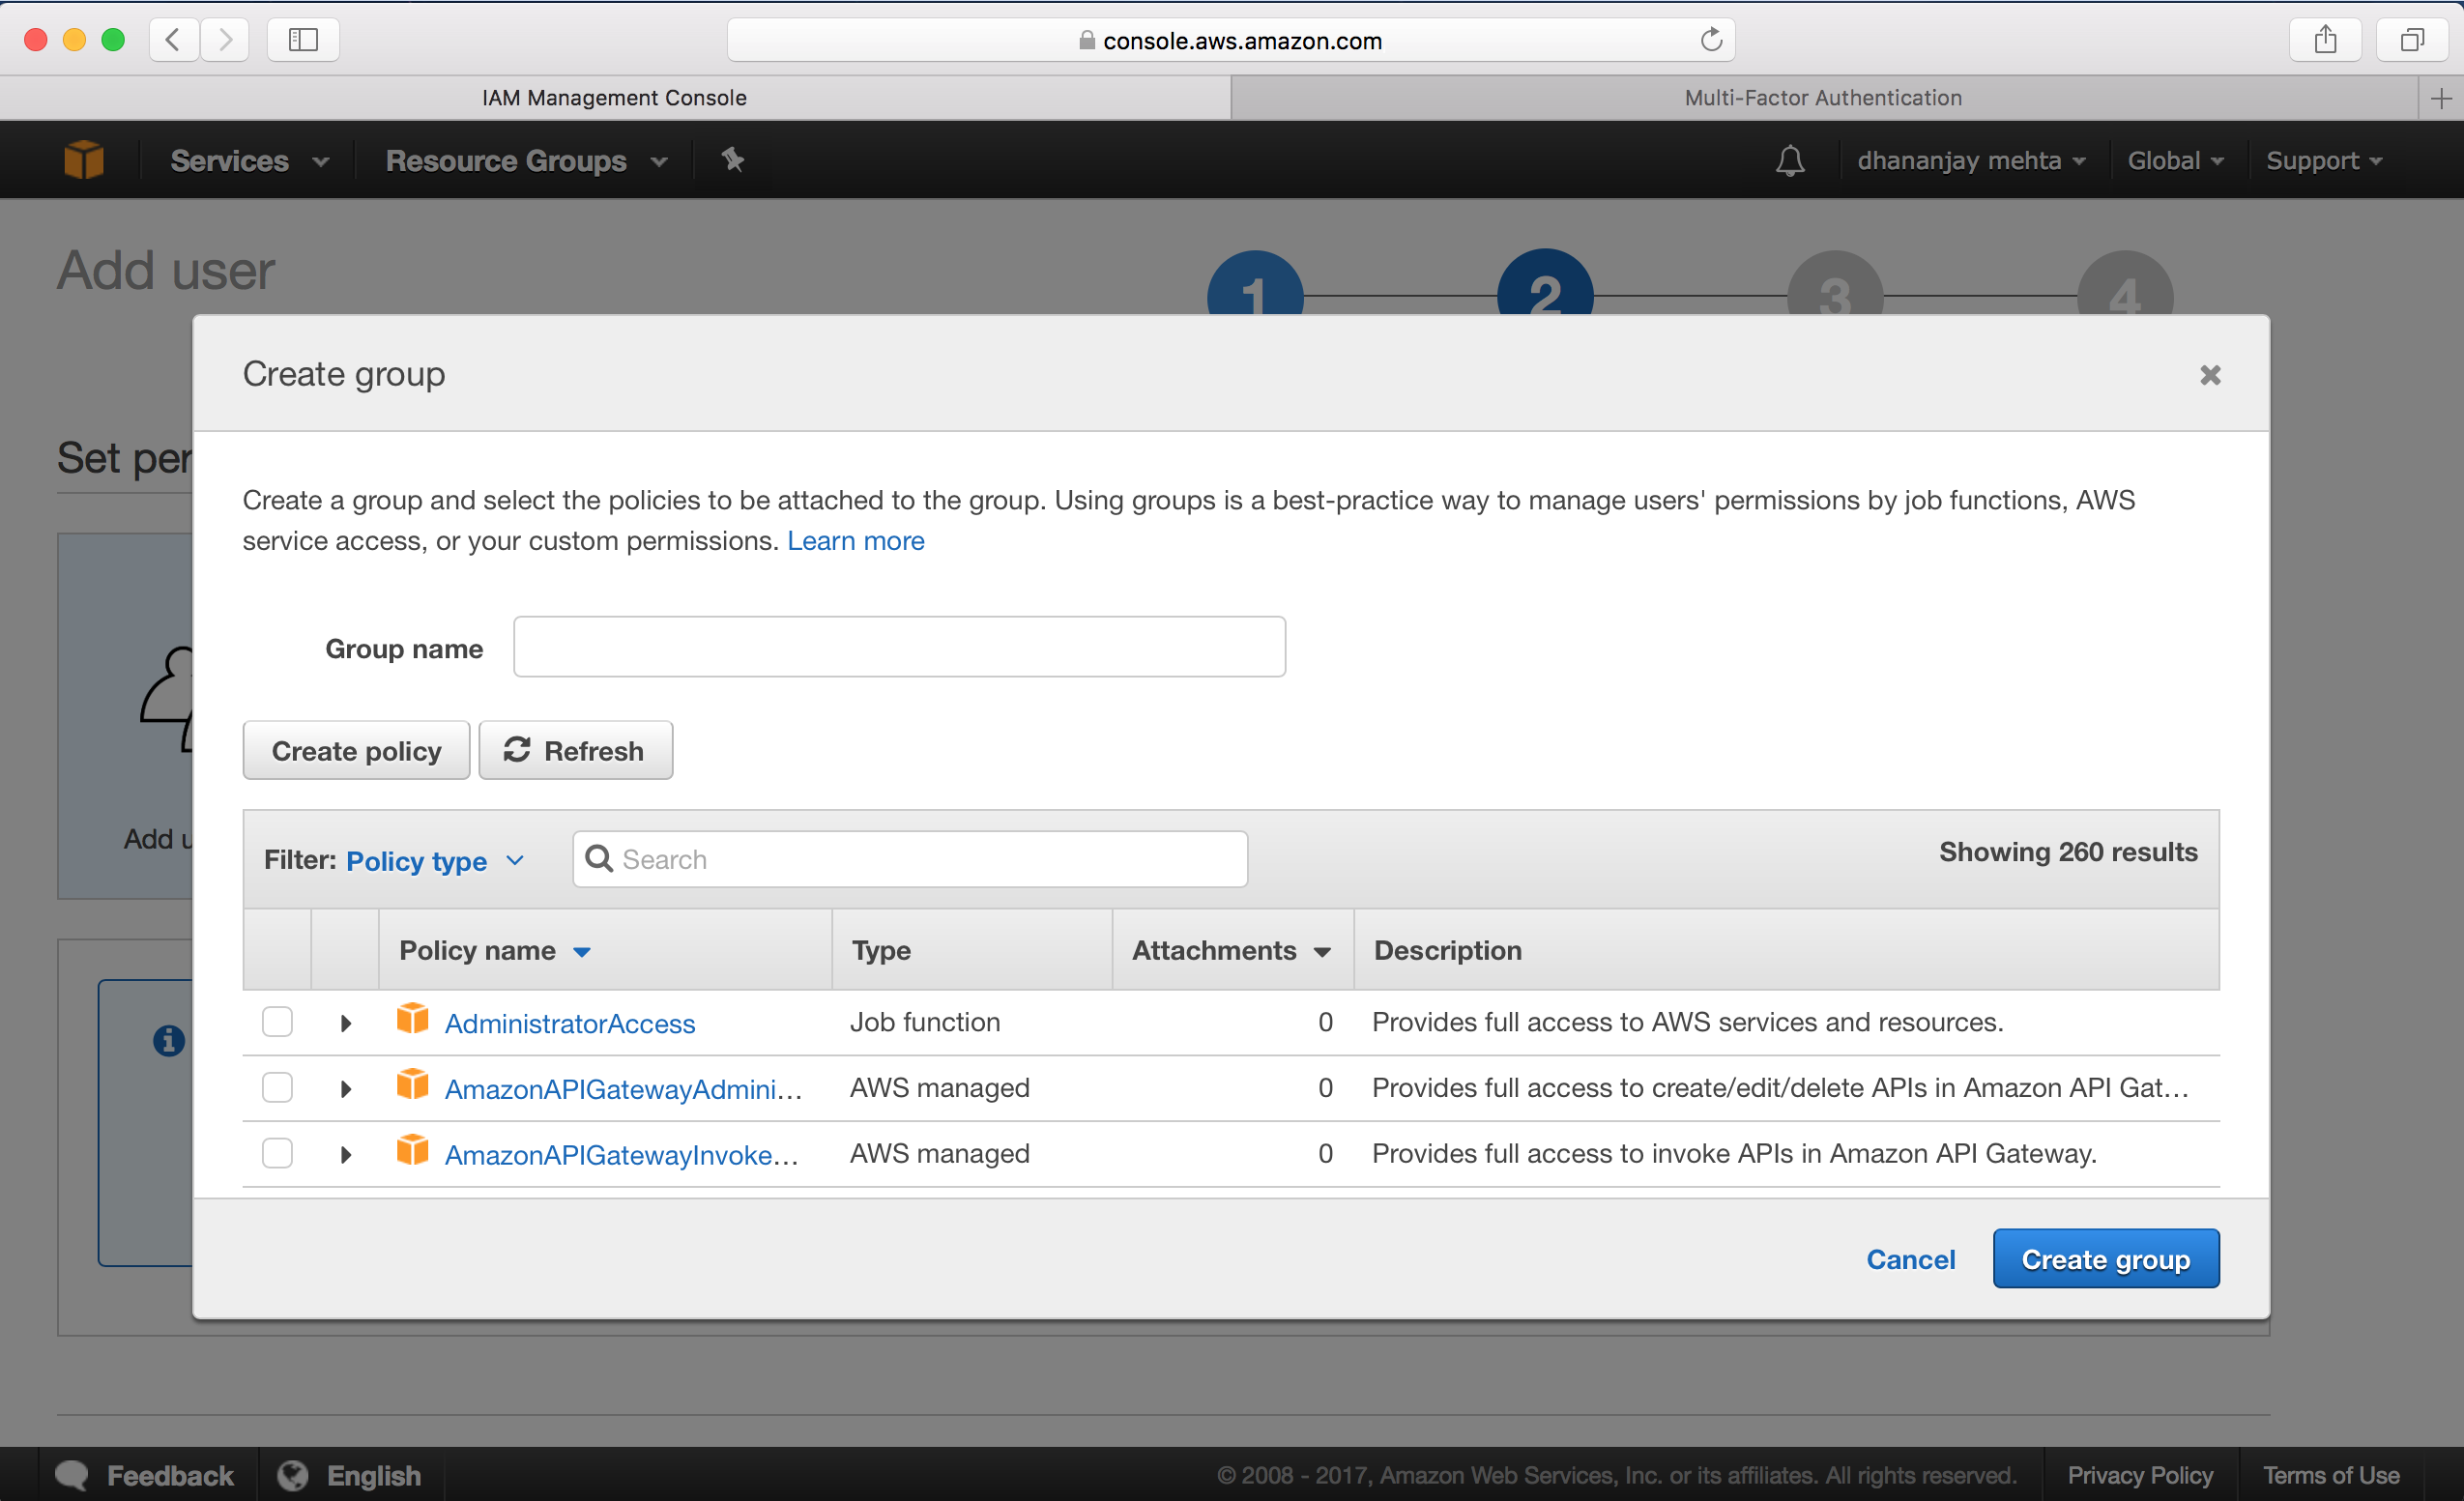 console.aws.amazon.com
IAM Management Console
Multi-Factor Authentication
Services
Resource Groups
dhananjay mehta
Global
Support
Add user
1
2
3
4
Create group
Set per
Create a group and select the policies to be attached to the group. Using groups is a best-practice way to manage users' permissions by job functions, AWS
service access, or your custom permissions. Learn more
Group name
Create policy
Refresh
Add u
Filter: Policy type
Search
Showing 260 results
Policy name
Type
Attachments
Description
AdministratorAccess
Job function
0
Provides full access to AWS services and resources.
AmazonAPIGatewayAdmini...
AWS managed
0
Provides full access to create/edit/delete APIs in Amazon API Gat...
AmazonAPIGatewayInvoke...
AWS managed
0
Provides full access to invoke APIs in Amazon API Gateway.
Cancel
Create group
Feedback
English
© 2008 - 2017, Amazon Web Services, Inc. or its affiliates. All rights reserved.
Privacy Policy
Terms of Use